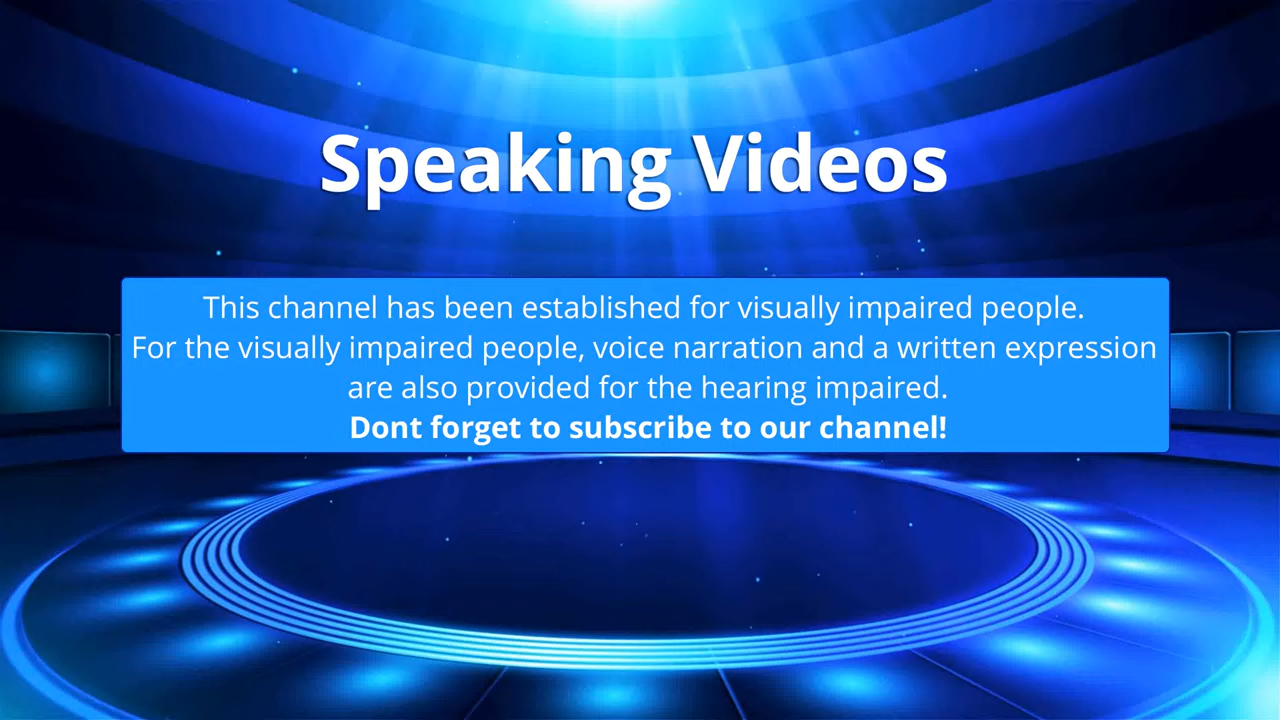 Speaking Videos
This channel has been established for visually impaired people.
For the visually impaired people, voice narration and a written expression
are also provided for the hearing impaired.
Dont forget to subscribe to our channel!